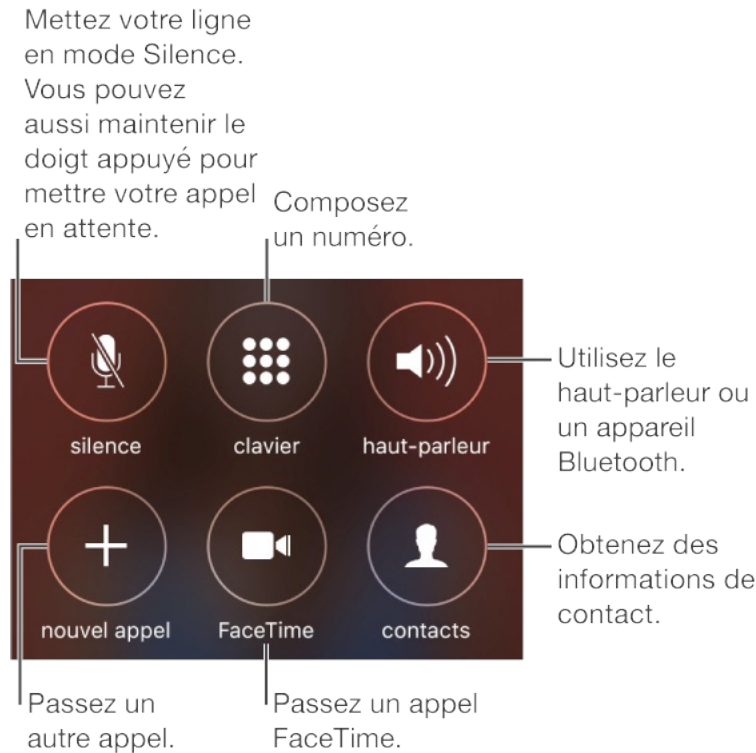 Mettez votre ligne
en mode Silence.
Vous pouvez
aussi maintenir le
doigt appuyé pour
mettre votre appel
en attente.
Composez
un numéro.
silence
clavier
haut-parleur
Utilisez le
haut-parleur ou
un appareil
Bluetooth.
nouvel appel
FaceTime
contacts
Obtenez des
informations de
contact.
Passez un
autre appel.
Passez un appel
FaceTime.